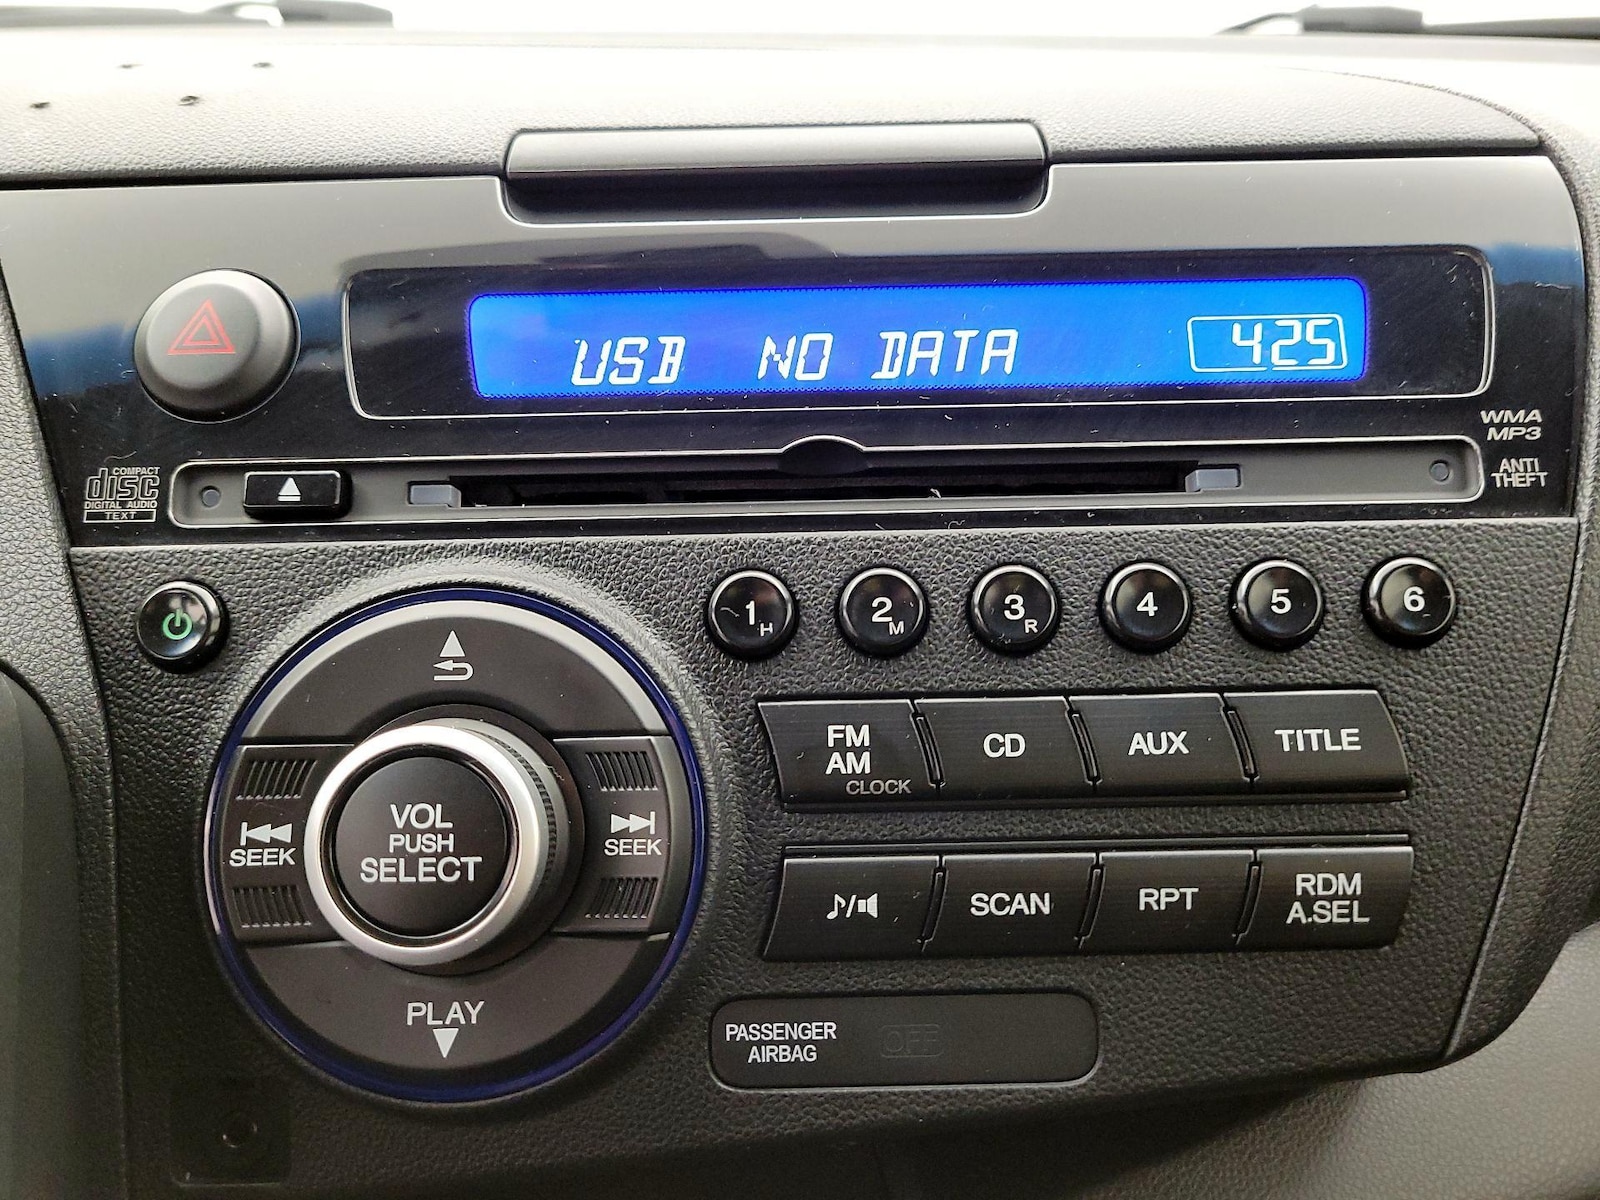 USB NO DATA 4:25
WMA
MP3
COMPACT
disc
DIGITAL AUDIO
TEXT
ANTI
THEFT
1 H
2 M
3 R
4
5
6
FM
AM
CLOCK
CD
AUX
TITLE
SEEK
VOL
PUSH
SELECT
SEEK
SCAN
RPT
RDM
A.SEL
PLAY
PASSENGER
AIRBAG
OFF